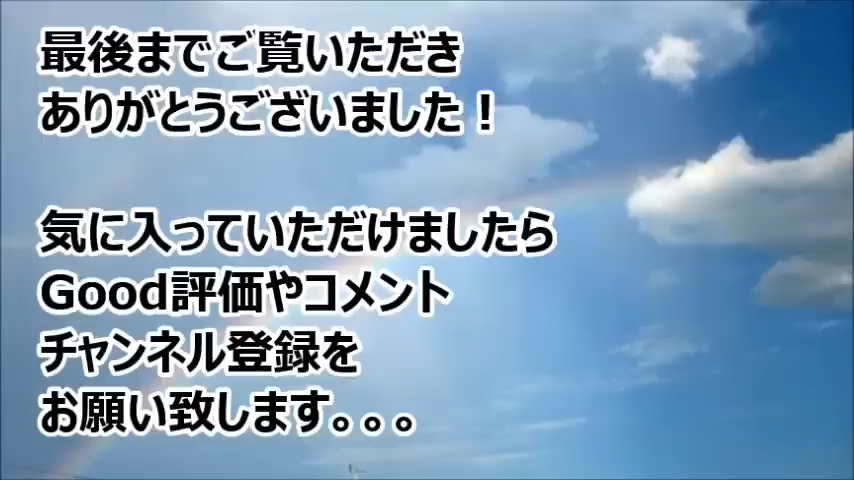 最後までご覧いただき
ありがとうございました！
気に入っていただけましたら
Good評価やコメント
チャンネル登録を
お願い致します。。。